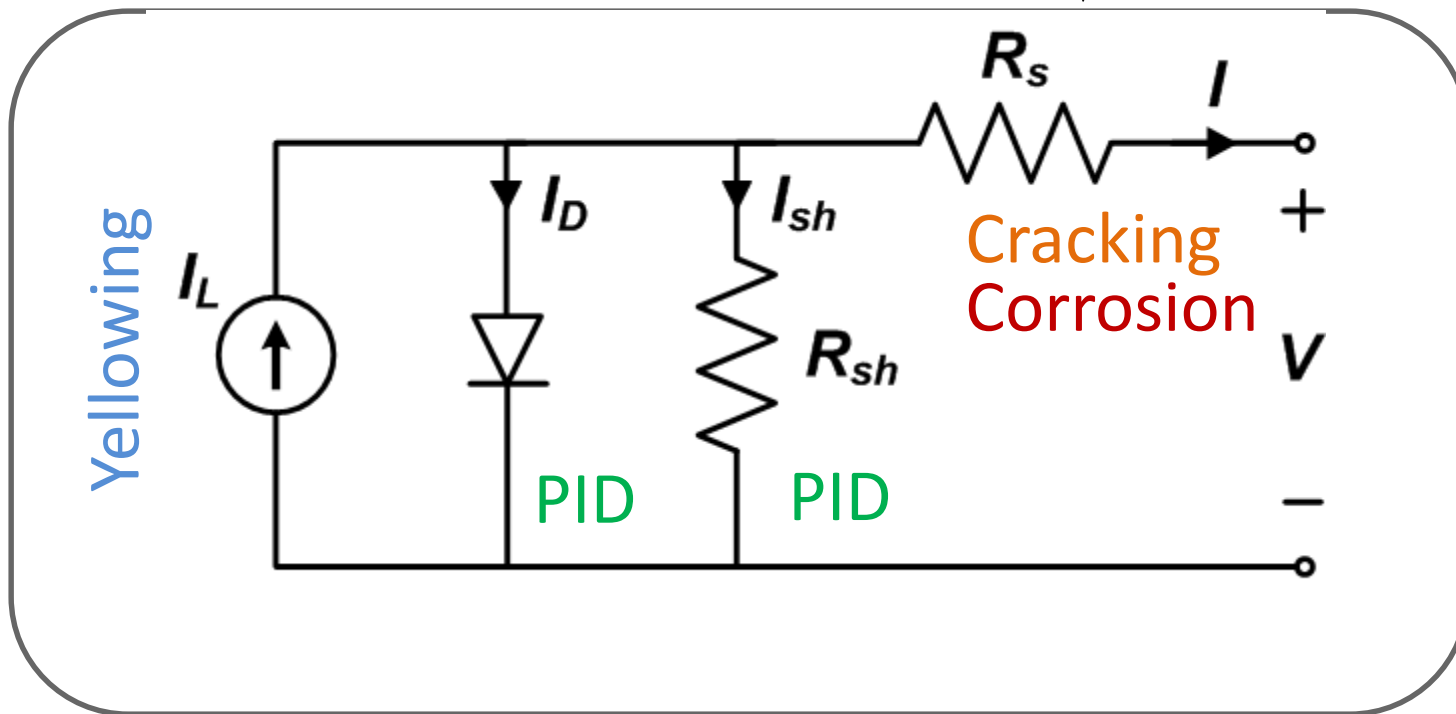 Yellowing
I_L
I_D
PID
I_sh
R_sh
PID
R_s
I
Cracking
Corrosion
+
V
−